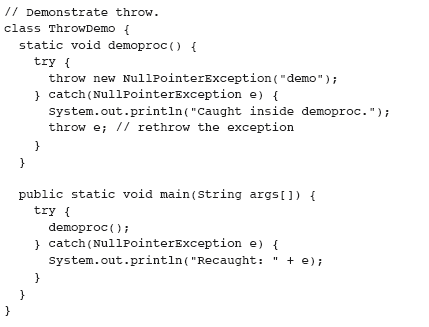 // Demonstrate throw.
class ThrowDemo {
  static void demoproc() {
    try {
      throw new NullPointerException("demo");
    } catch(NullPointerException e) {
      System.out.println("Caught inside demoproc.");
      throw e; // rethrow the exception
    }
  }

  public static void main(String args[]) {
    try {
      demoproc();
    } catch(NullPointerException e) {
      System.out.println("Recaught: " + e);
    }
  }
}